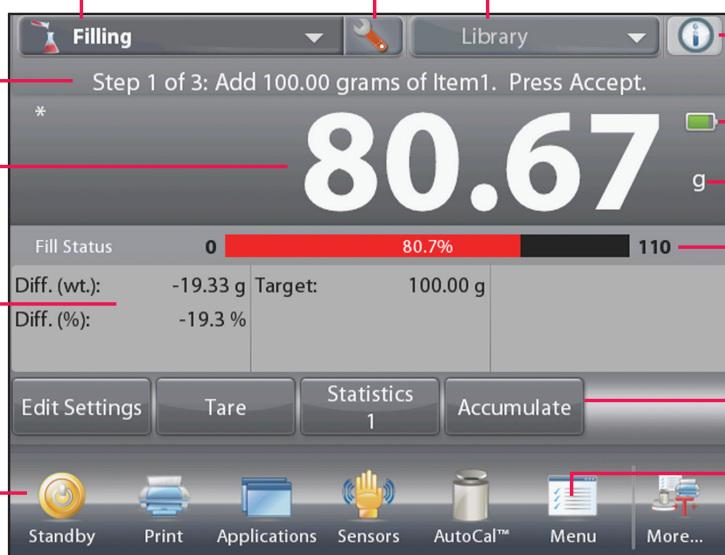 Filling
Library
Step 1 of 3: Add 100.00 grams of Item1. Press Accept.
*
80.67
g
Fill Status 0 80.7% 110
Diff. (wt.): -19.33 g Target: 100.00 g
Diff. (%): -19.3 %
Edit Settings
Tare
Statistics
1
Accumulate
Standby
Print
Applications
Sensors
AutoCal™
Menu
More...